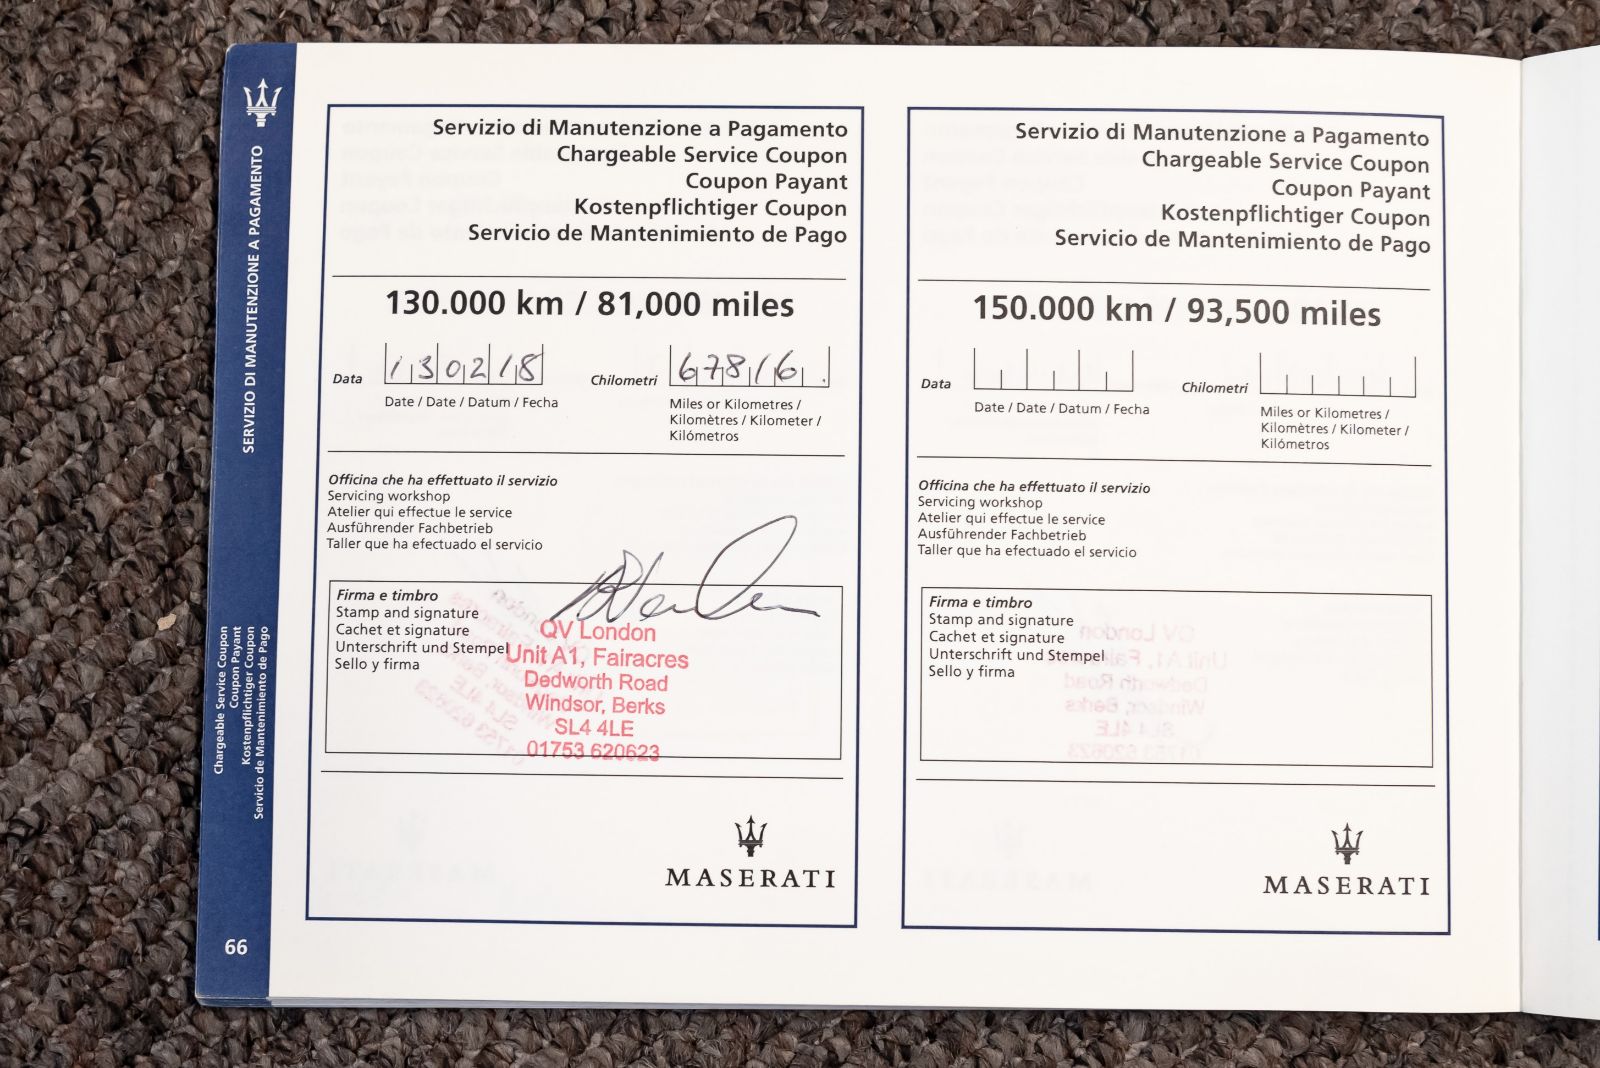 SERVIZIO DI MANUTENZIONE A PAGAMENTO
Chargeable Service Coupon
Coupon Payant
Kostenpflichtiger Coupon
Servicio de Mantenimiento de Pago
66
Servizio di Manutenzione a Pagamento
Chargeable Service Coupon
Coupon Payant
Kostenpflichtiger Coupon
Servicio de Mantenimiento de Pago
130.000 km / 81,000 miles
Data 130218 Chilometri 67816
Date / Date / Datum / Fecha
Miles or Kilometres /
Kilomètres / Kilometer /
Kilómetros
Officina che ha effettuato il servizio
Servicing workshop
Atelier qui effectue le service
Ausführender Fachbetrieb
Taller que ha efectuado el servicio
Firma e timbro
Stamp and signature
Cachet et signature
Unterschrift und Stempel
Sello y firma
QV London
Unit A1, Fairacres
Dedworth Road
Windsor, Berks
SL4 4LE
01753 620623
MASERATI
Servizio di Manutenzione a Pagamento
Chargeable Service Coupon
Coupon Payant
Kostenpflichtiger Coupon
Servicio de Mantenimiento de Pago
150.000 km / 93,500 miles
Data Chilometri
Date / Date / Datum / Fecha
Miles or Kilometres /
Kilomètres / Kilometer /
Kilómetros
Officina che ha effettuato il servizio
Servicing workshop
Atelier qui effectue le service
Ausführender Fachbetrieb
Taller que ha efectuado el servicio
Firma e timbro
Stamp and signature
Cachet et signature
Unterschrift und Stempel
Sello y firma
MASERATI